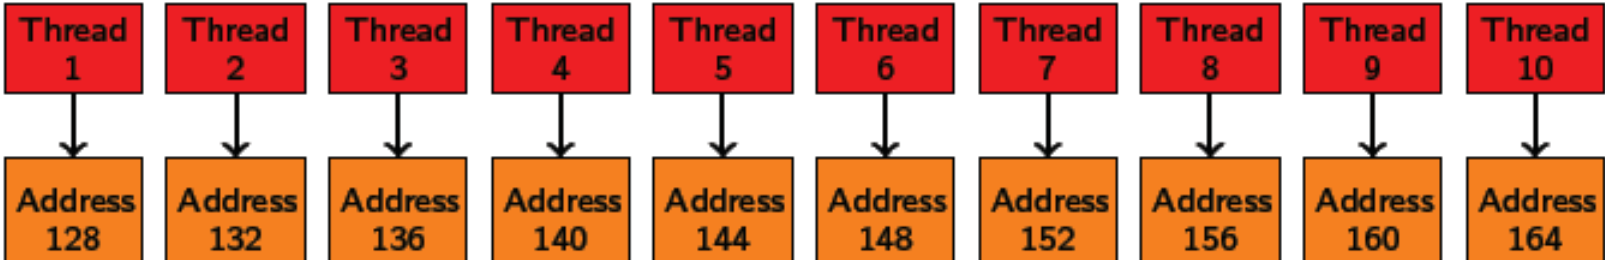 Thread Thread Thread Thread Thread Thread Thread Thread Thread Thread
1 2 3 4 5 6 7 8 9 10
Address Address Address Address Address Address Address Address Address Address
128 132 136 140 144 148 152 156 160 164